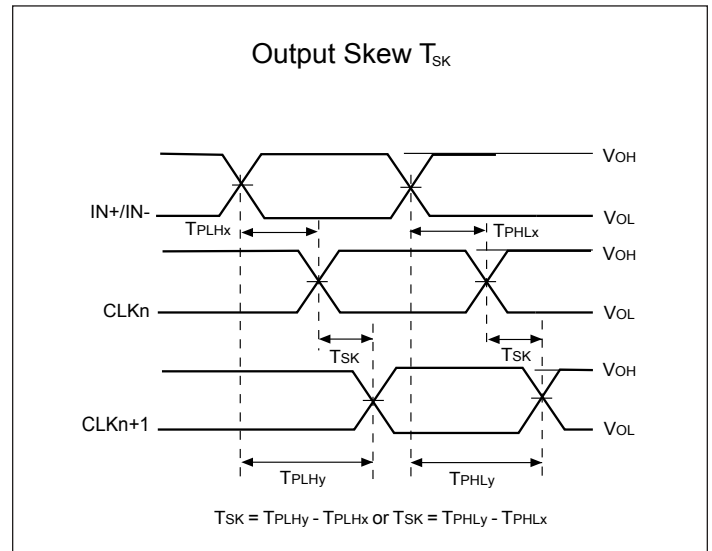 Output Skew TSK
VOH
IN+/IN-
VOL
TPLHx
TPHLx
VOH
CLKn
VOL
TSK
TSK
VOH
CLKn+1
VOL
TPLHy
TPHLy
TSK = TPLHy - TPLHx or TSK = TPHLy - TPHLx